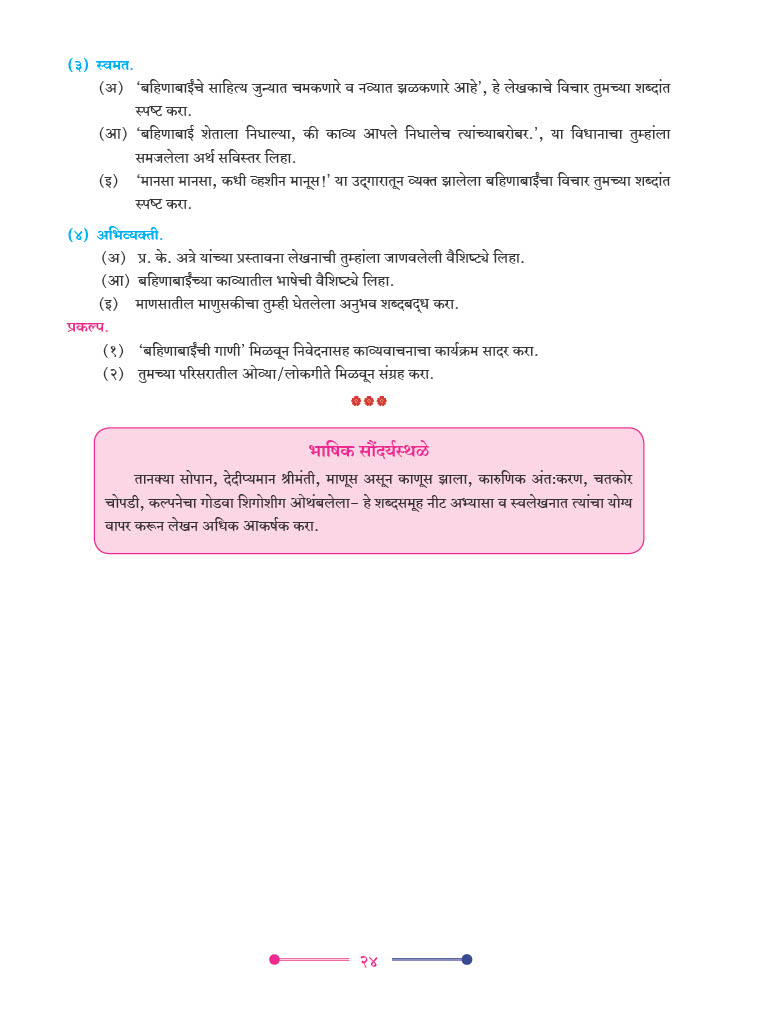 (३) स्वमत.
(अ) ‘बहिणाबाईंचे साहित्य जुन्यात चमकणारे व नव्यात झळकणारे आहे’, हे लेखकाचे विचार तुमच्या शब्दांत
स्पष्ट करा.
(आ) ‘बहिणाबाई शेताला निघाल्या, की काव्य आपले निघालेच त्यांच्याबरोबर.’, या विधानाचा तुम्हांला
समजलेला अर्थ सविस्तर लिहा.
(इ) ‘मानसा मानसा, कधी व्हशीन मानूस!’ या उद्गारातून व्यक्त झालेला बहिणाबाईंचा विचार तुमच्या शब्दांत
स्पष्ट करा.
(४) अभिव्यक्ती.
(अ) प्र. के. अत्रे यांच्या प्रस्तावना लेखनाची तुम्हांला जाणवलेली वैशिष्ट्ये लिहा.
(आ) बहिणाबाईंच्या काव्यातील भाषेची वैशिष्ट्ये लिहा.
(इ) माणसातील माणुसकीचा तुम्ही घेतलेला अनुभव शब्दबद्ध करा.
प्रकल्प.
(१) ‘बहिणाबाईंची गाणी’ मिळवून निवेदनासह काव्यवाचनाचा कार्यक्रम सादर करा.
(२) तुमच्या परिसरातील ओव्या/लोकगीते मिळवून संग्रह करा.
भाषिक सौंदर्यस्थळे
तानक्या सोपान, देदीप्यमान श्रीमंती, माणूस असून काणूस झाला, कारुणिक अंत:करण, चतकोर
चोपडी, कल्पनेचा गोडवा शिगोशीग ओथंबलेला– हे शब्दसमूह नीट अभ्यासा व स्वलेखनात त्यांचा योग्य
वापर करून लेखन अधिक आकर्षक करा.
२४